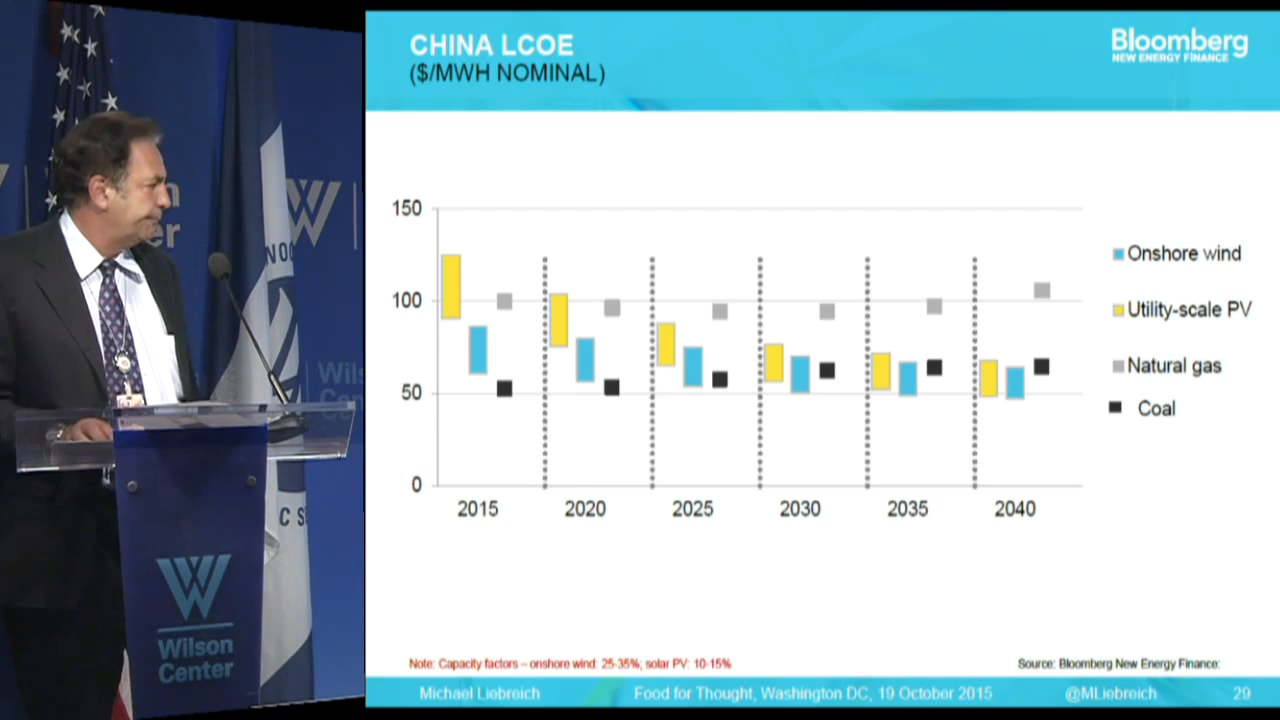 CHINA LCOE
($/MWH NOMINAL)
Bloomberg
NEW ENERGY FINANCE
150
100
50
0
2015 2020 2025 2030 2035 2040
Onshore wind
Utility-scale PV
Natural gas
Coal
Note: Capacity factors – onshore wind: 25-35%; solar PV: 10-15%
Source: Bloomberg New Energy Finance:
Michael Liebreich Food for Thought, Washington DC, 19 October 2015 @MLiebreich 29
W
Wilson
Center